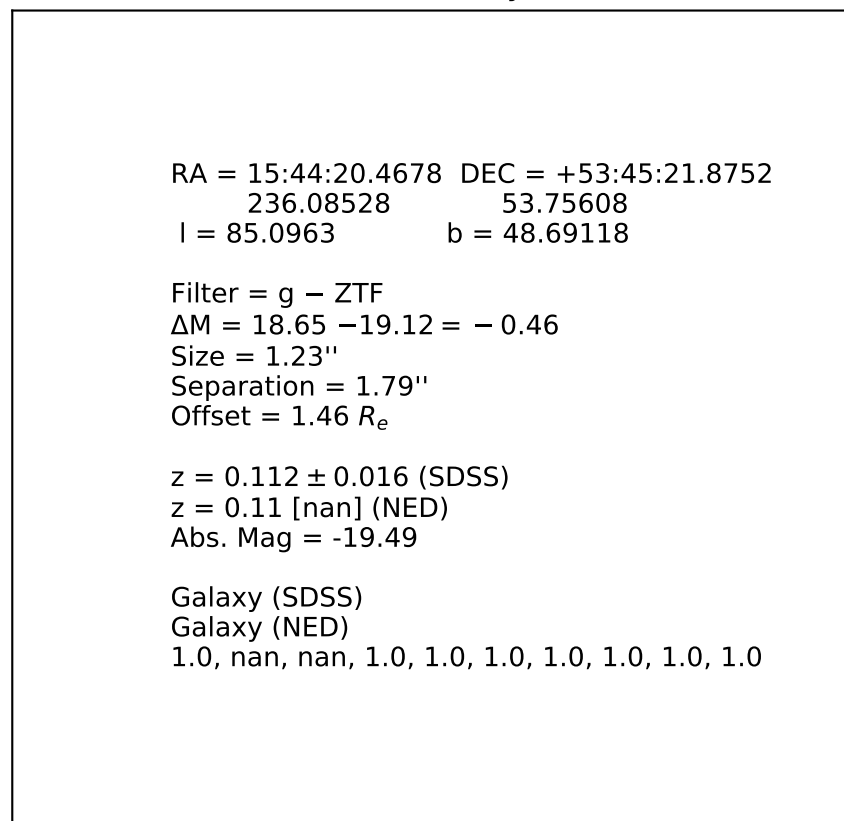 RA = 15:44:20.4678  DEC = +53:45:21.8752
236.08528 53.75608
l = 85.0963 b = 48.69118
Filter = g − ZTF
ΔM = 18.65 −19.12 = − 0.46
Size = 1.23''
Separation = 1.79''
Offset = 1.46 Re
z = 0.112 ± 0.016 (SDSS)
z = 0.11 [nan] (NED)
Abs. Mag = -19.49
Galaxy (SDSS)
Galaxy (NED)
1.0, nan, nan, 1.0, 1.0, 1.0, 1.0, 1.0, 1.0, 1.0